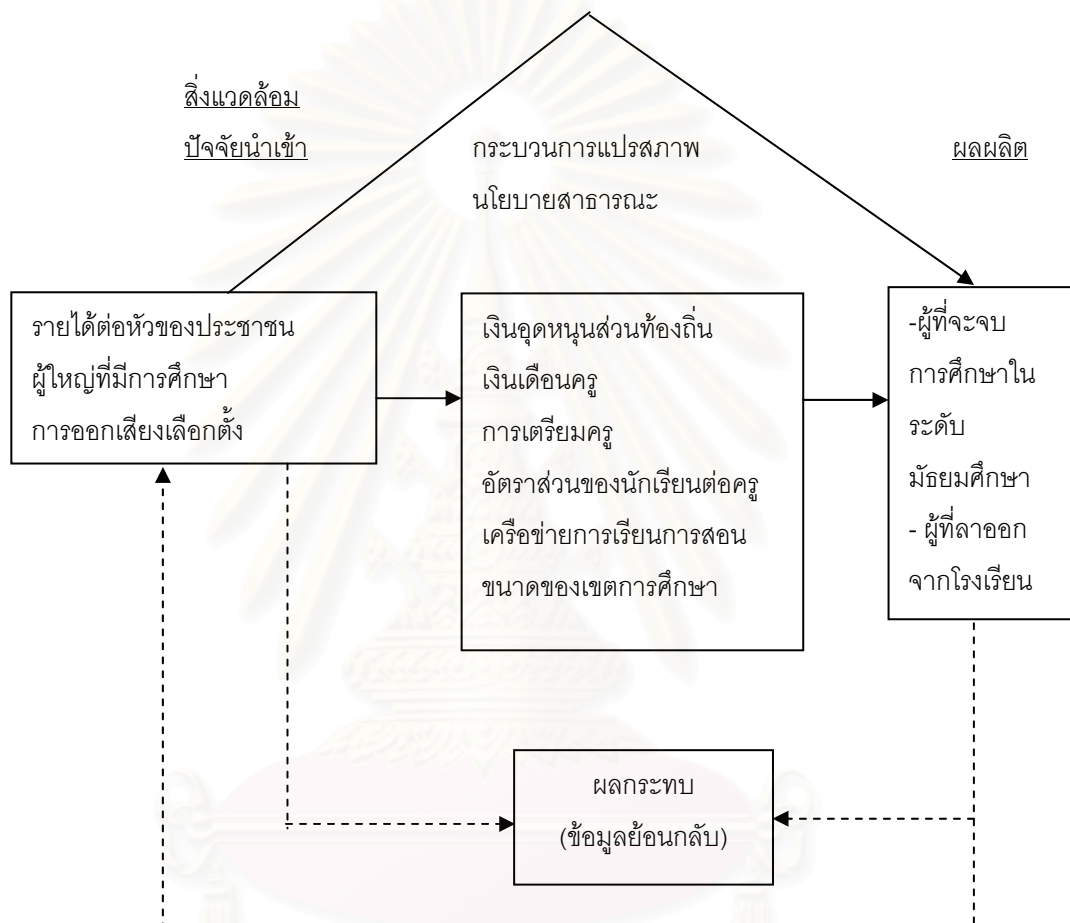 สิ่งแวดล้อม
ปัจจัยนำเข้า
กระบวนการแปรสภาพ
นโยบายสาธารณะ
ผลผลิต
รายได้ต่อหัวของประชาชน
ผู้ใหญ่ที่มีการศึกษา
การออกเสียงเลือกตั้ง
เงินอุดหนุนส่วนท้องถิ่น
เงินเดือนครู
การเตรียมครู
อัตราส่วนของนักเรียนต่อครู
เครือข่ายการเรียนการสอน
ขนาดของเขตการศึกษา
-ผู้ที่จะจบ
การศึกษาใน
ระดับ
มัธยมศึกษา
- ผู้ที่ลาออก
จากโรงเรียน
ผลกระทบ
(ข้อมูลย้อนกลับ)